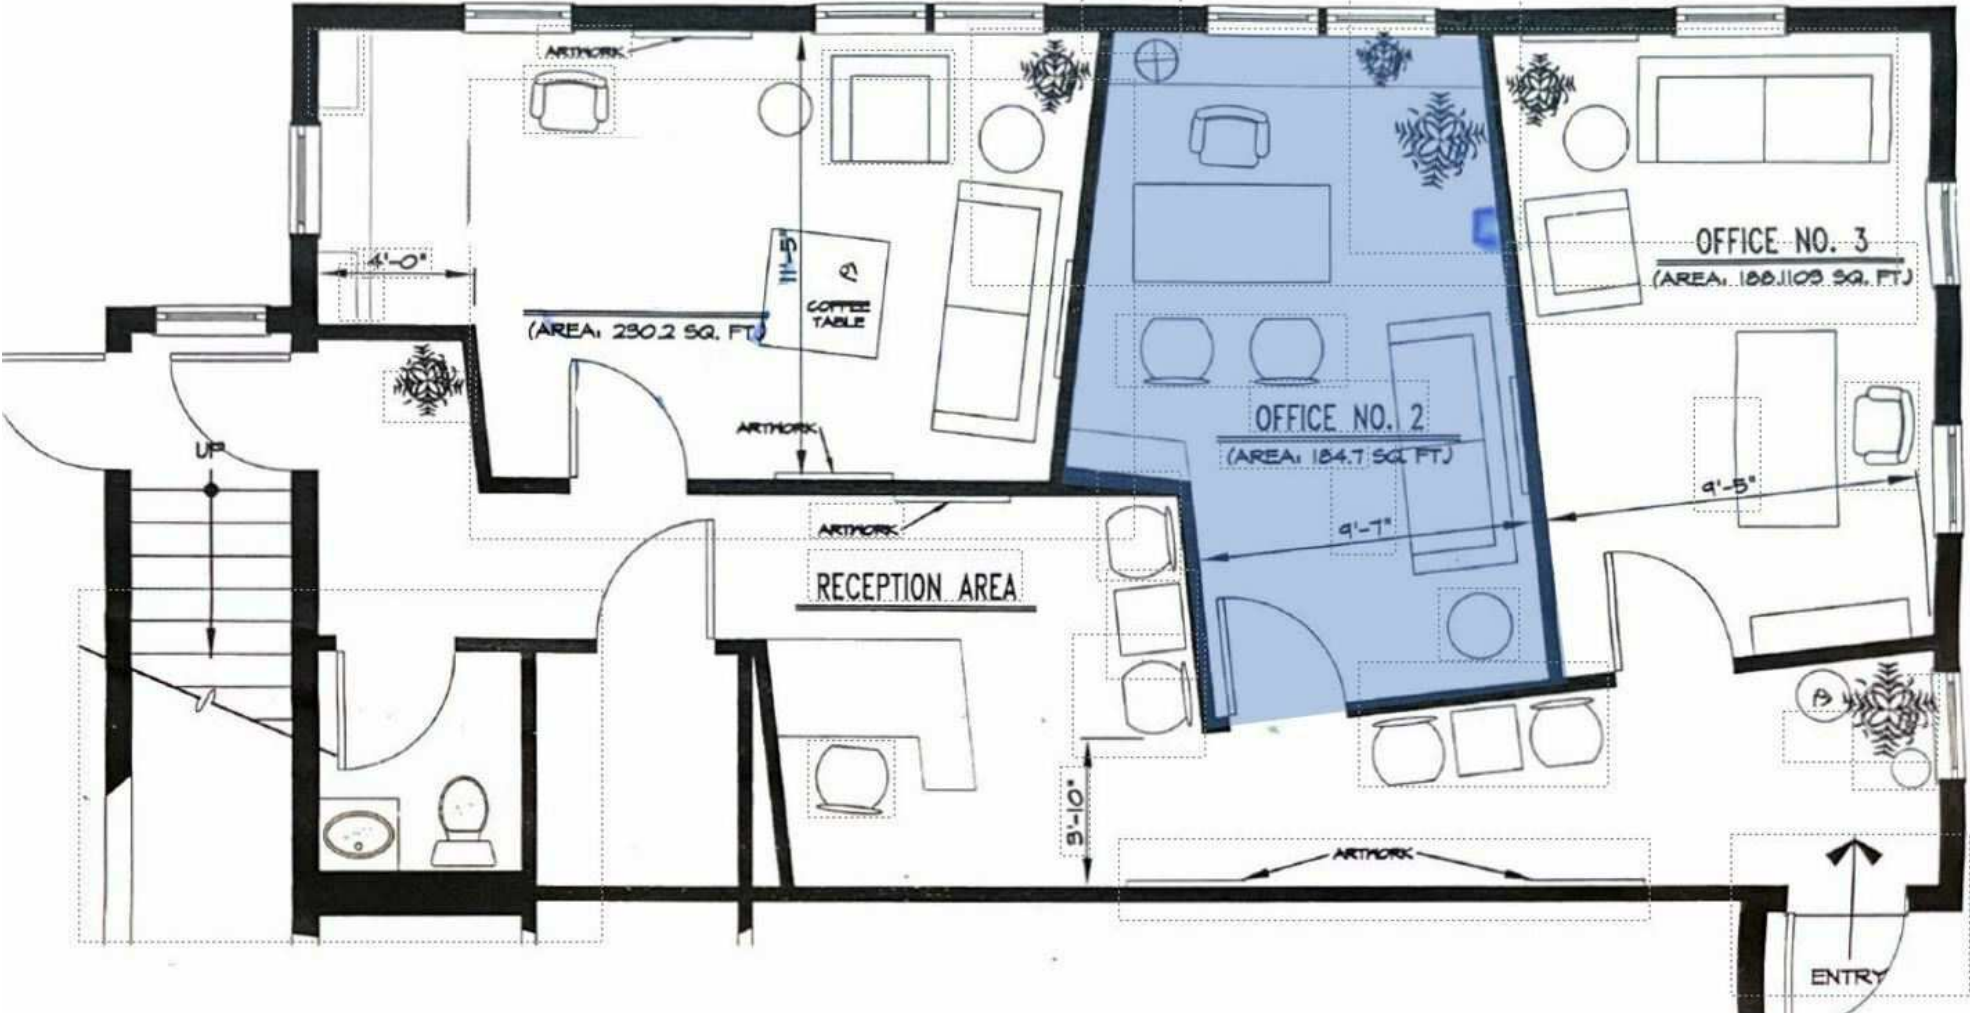 ARTWORK
4'-0"
11'-5"
COFFEE
TABLE
(AREA: 230.2 SQ. FT)
ARTWORK
UP
ARTWORK
RECEPTION AREA
OFFICE NO. 2
(AREA: 184.7 SQ. FT)
9'-7"
OFFICE NO. 3
(AREA: 188.1103 SQ. FT)
9'-5"
ARTWORK
ENTRY